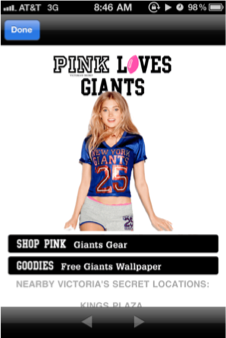 AT&T 3G 8:46 AM 98%
Done
PINK LOVES
GIANTS
NEW YORK
GIANTS
25
SHOP PINK Giants Gear
GOODIES Free Giants Wallpaper
NEARBY VICTORIA'S SECRET LOCATIONS:
KINGS PLAZA